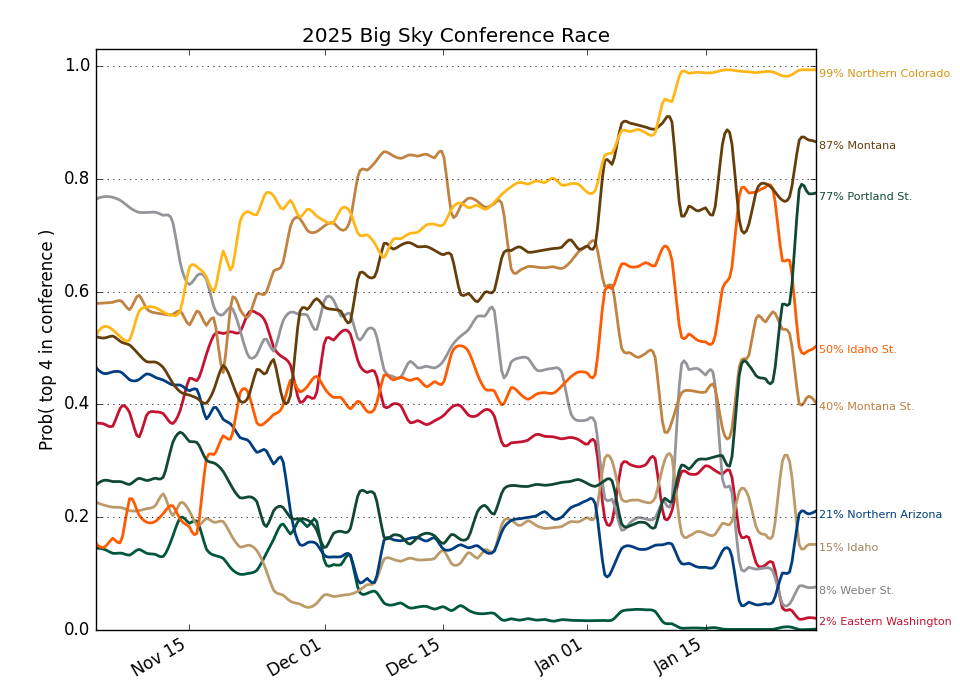 2025 Big Sky Conference Race
Prob( top 4 in conference )
1.0
0.8
0.6
0.4
0.2
0.0
Nov 15
Dec 01
Dec 15
Jan 01
Jan 15
99% Northern Colorado
87% Montana
77% Portland St.
50% Idaho St.
40% Montana St.
21% Northern Arizona
15% Idaho
8% Weber St.
2% Eastern Washington